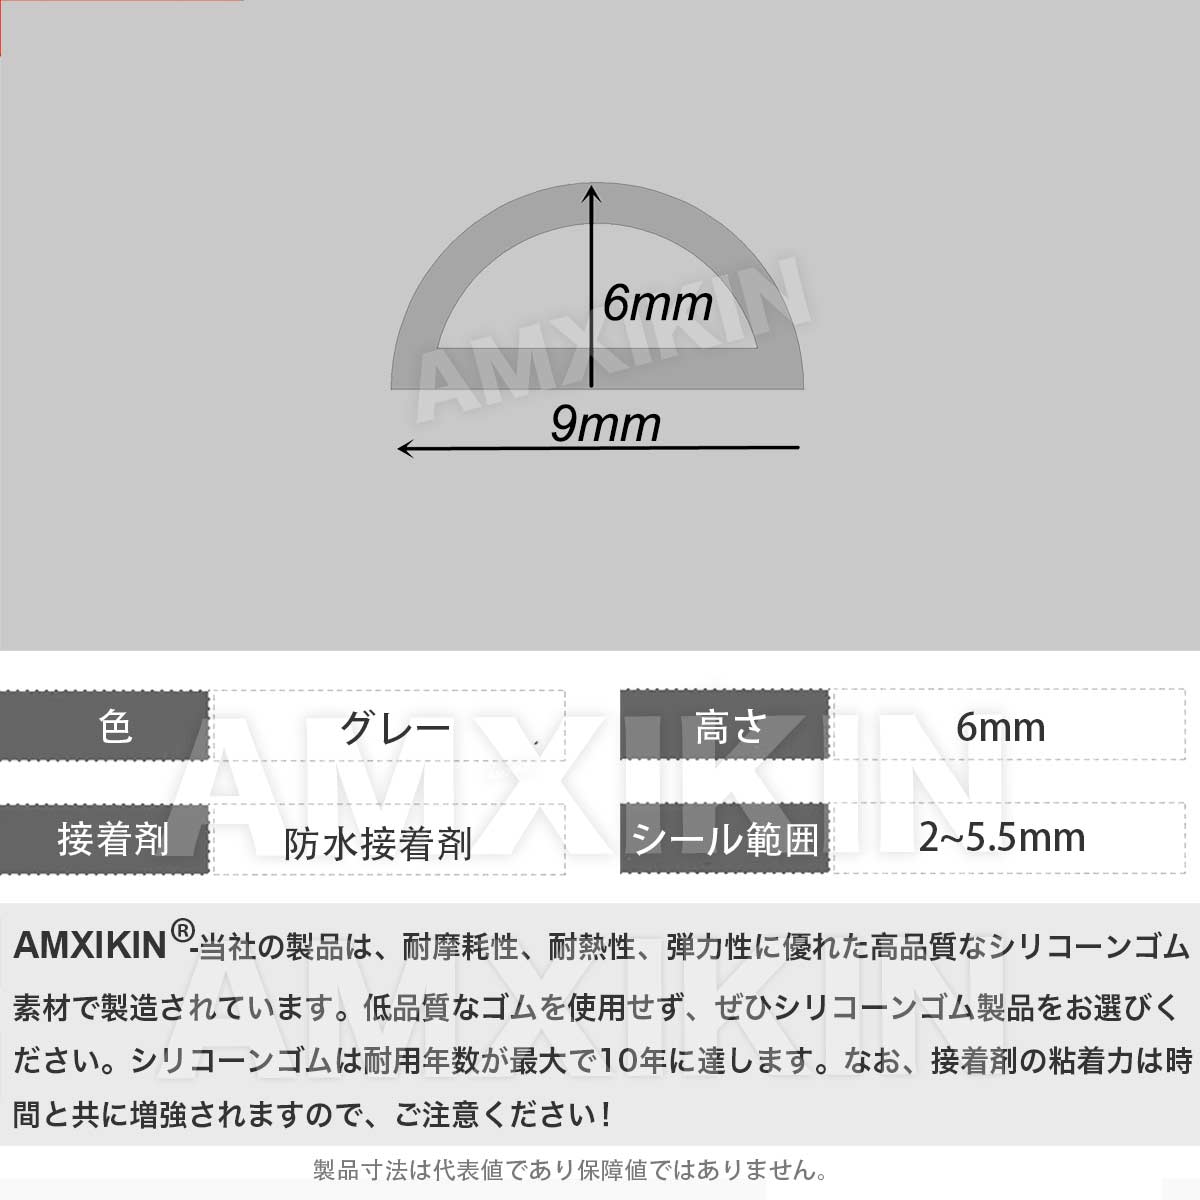 6mm
AMXIKIN
9mm
色 グレー 高さ 6mm
接着剤 防水接着剤 シール範囲 2~5.5mm
AMXIKIN
AMXIKIN®-当社の製品は、耐摩耗性、耐熱性、弾力性に優れた高品質なシリコーンゴム
素材で製造されています。低品質なゴムを使用せず、ぜひシリコーンゴム製品をお選びく
ださい。シリコーンゴムは耐用年数が最大で10年に達します。なお、接着剤の粘着力は時
間と共に増強されますので、ご注意ください!
AMXIKIN
製品寸法は代表値であり保障値ではありません。